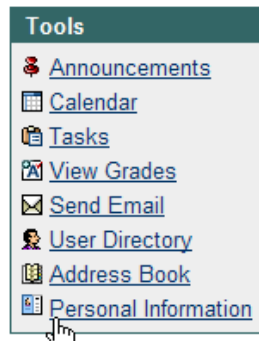 Tools
Announcements
Calendar
Tasks
View Grades
Send Email
User Directory
Address Book
Personal Information